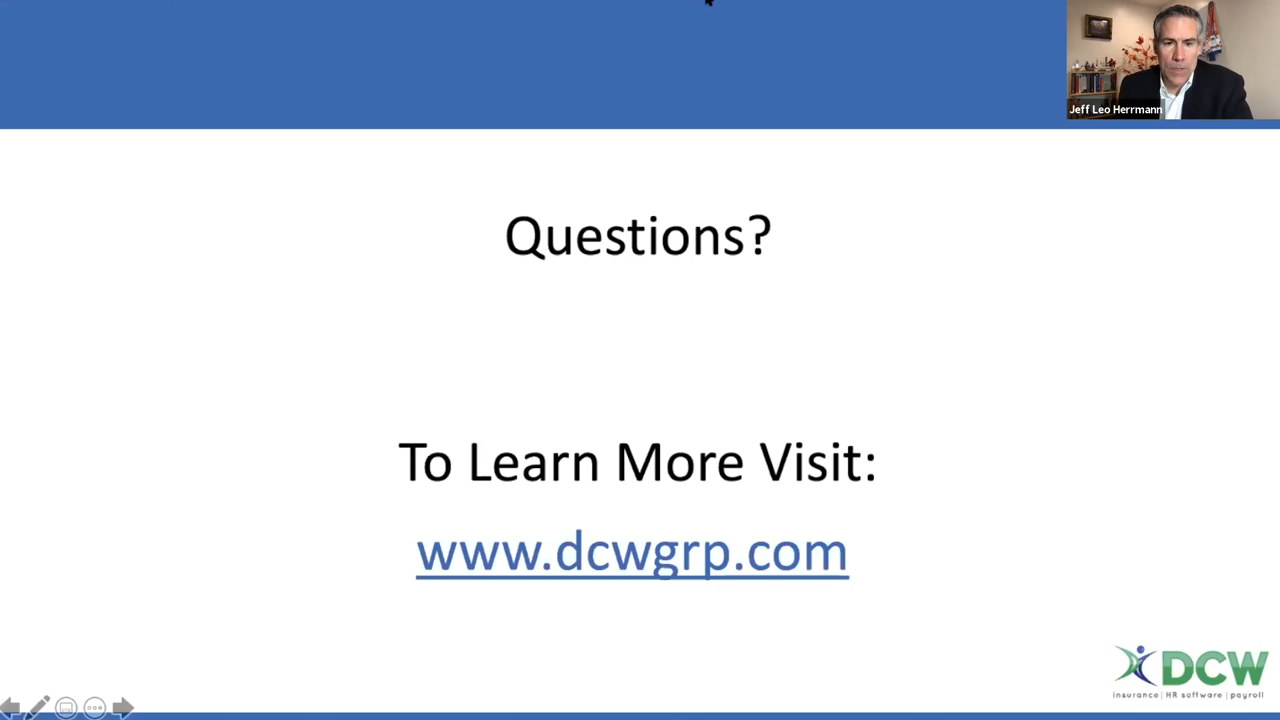 Jeff Leo Herrmann
Questions?
To Learn More Visit:
www.dcwgrp.com
DCW
insurance | HR software | payroll